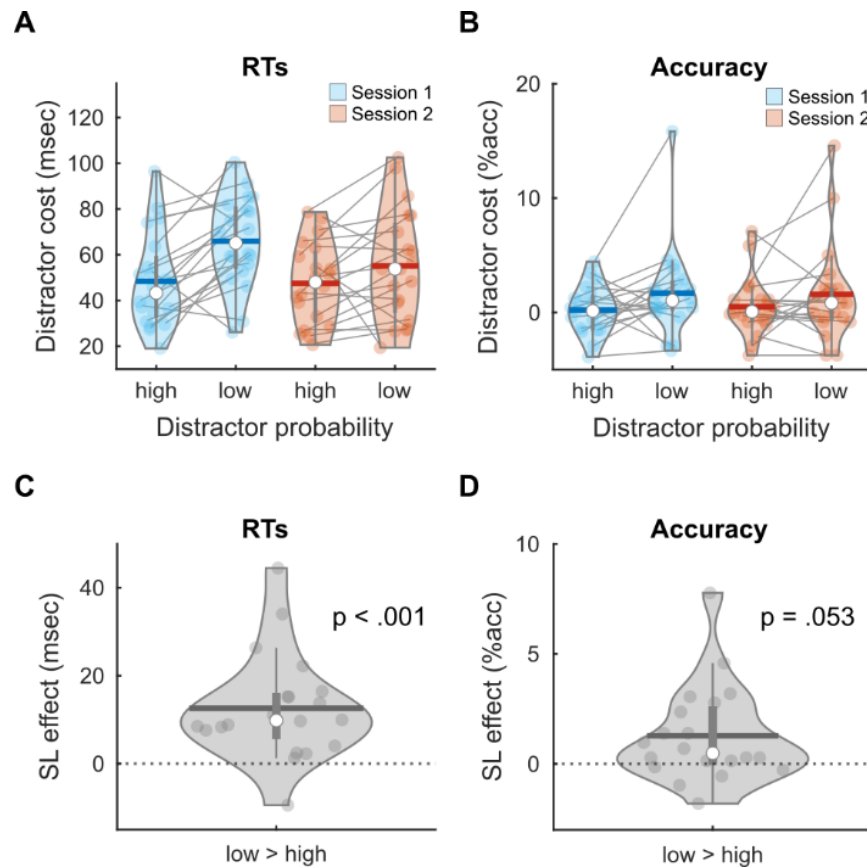 A
RTs
Session 1
Session 2
Distractor cost (msec)
120
100
80
60
40
20
high
low
high
low
Distractor probability
B
Accuracy
Session 1
Session 2
Distractor cost (%acc)
20
10
0
high
low
high
low
Distractor probability
C
RTs
p < .001
SL effect (msec)
40
20
0
low > high
D
Accuracy
p = .053
SL effect (%acc)
10
5
0
low > high